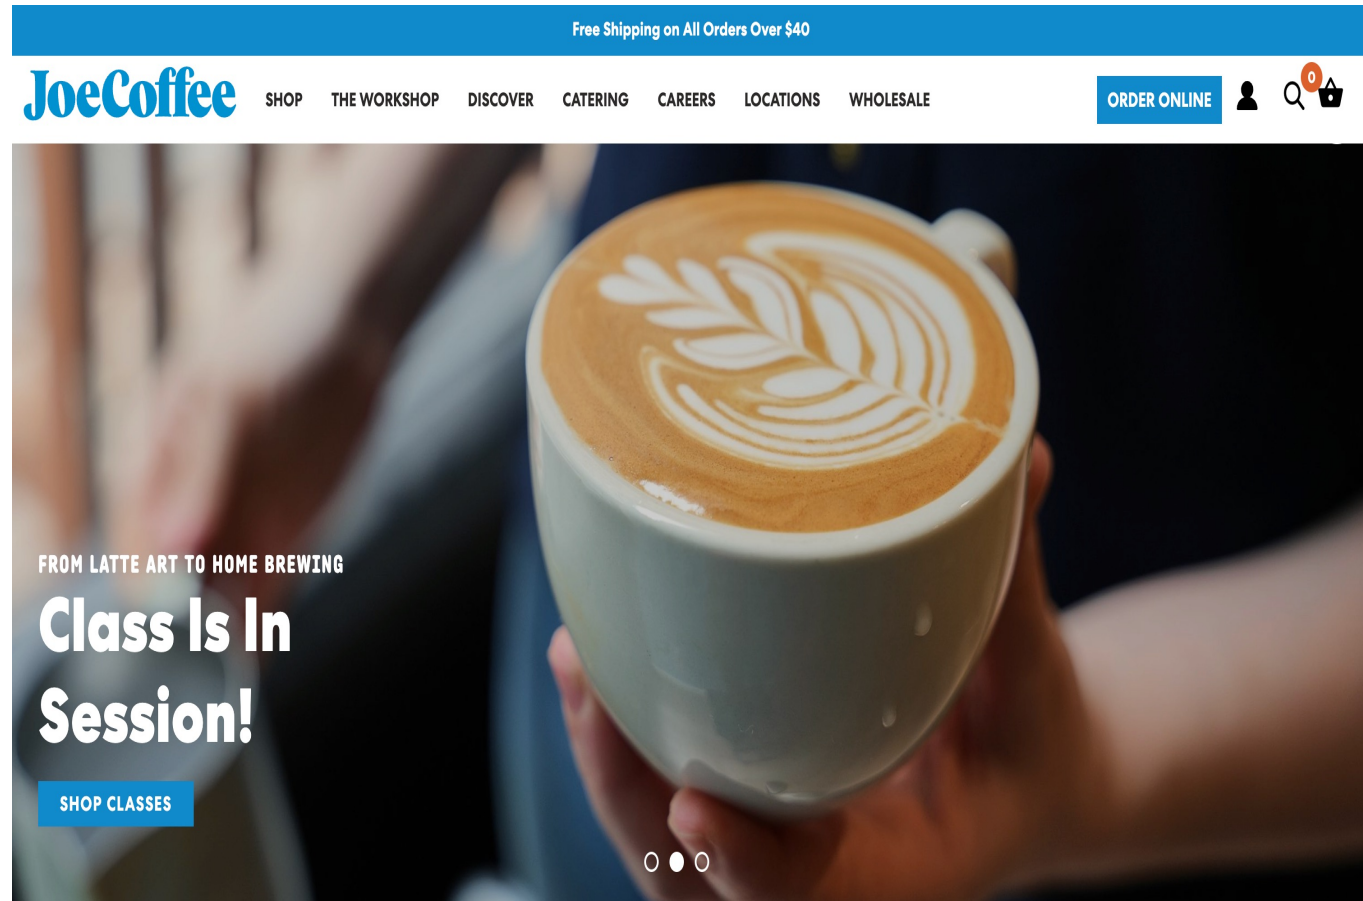 Free Shipping on All Orders Over $40
JoeCoffee SHOP THE WORKSHOP DISCOVER CATERING CAREERS LOCATIONS WHOLESALE ORDER ONLINE 0
FROM LATTE ART TO HOME BREWING
Class Is In
Session!
SHOP CLASSES